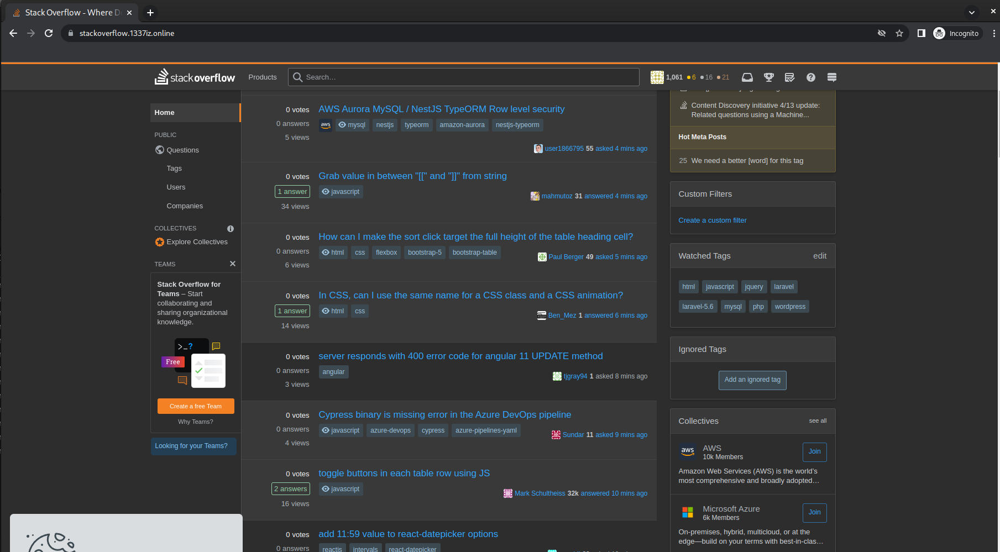 Stack Overflow - Where D
stackoverflow.1337iz.online
Incognito
stackoverflow
Products
Search…
1,061 6 16 21
Home
PUBLIC
Questions
Tags
Users
Companies
COLLECTIVES
Explore Collectives
TEAMS
Stack Overflow for
Teams – Start
collaborating and
sharing organizational
knowledge.
>_?
Free
Create a free Team
Why Teams?
Looking for your Teams?
0 votes
0 answers
5 views
AWS Aurora MySQL / NestJS TypeORM Row level security
aws mysql nestjs typeorm amazon-aurora nestjs-typeorm
user1866795 55 asked 4 mins ago
0 votes
1 answer
34 views
Grab value in between "[[" and "]]" from string
javascript
mahmutoz 31 answered 4 mins ago
0 votes
0 answers
6 views
How can I make the sort click target the full height of the table heading cell?
html css flexbox bootstrap-5 bootstrap-table
Paul Berger 49 asked 5 mins ago
0 votes
1 answer
14 views
In CSS, can I use the same name for a CSS class and a CSS animation?
html css
Ben_Mez 1 answered 6 mins ago
0 votes
0 answers
3 views
server responds with 400 error code for angular 11 UPDATE method
angular
tjgray94 1 asked 8 mins ago
0 votes
0 answers
4 views
Cypress binary is missing error in the Azure DevOps pipeline
javascript azure-devops cypress azure-pipelines-yaml
Sundar 11 asked 9 mins ago
0 votes
2 answers
16 views
toggle buttons in each table row using JS
javascript
Mark Schultheiss 32k answered 10 mins ago
0 votes
0 answers
add 11:59 value to react-datepicker options
reactjs intervals react-datepicker
Content Discovery initiative 4/13 update:
Related questions using a Machine...
Hot Meta Posts
25 We need a better [word] for this tag
Custom Filters
Create a custom filter
Watched Tags edit
html javascript jquery laravel
laravel-5.6 mysql php wordpress
Ignored Tags
Add an ignored tag
Collectives see all
aws
AWS
10k Members
Join
Amazon Web Services (AWS) is the world's
most comprehensive and broadly adopted…
Microsoft Azure
6k Members
Join
On-premises, hybrid, multicloud, or at the
edge—build on your terms with best-in-clas…